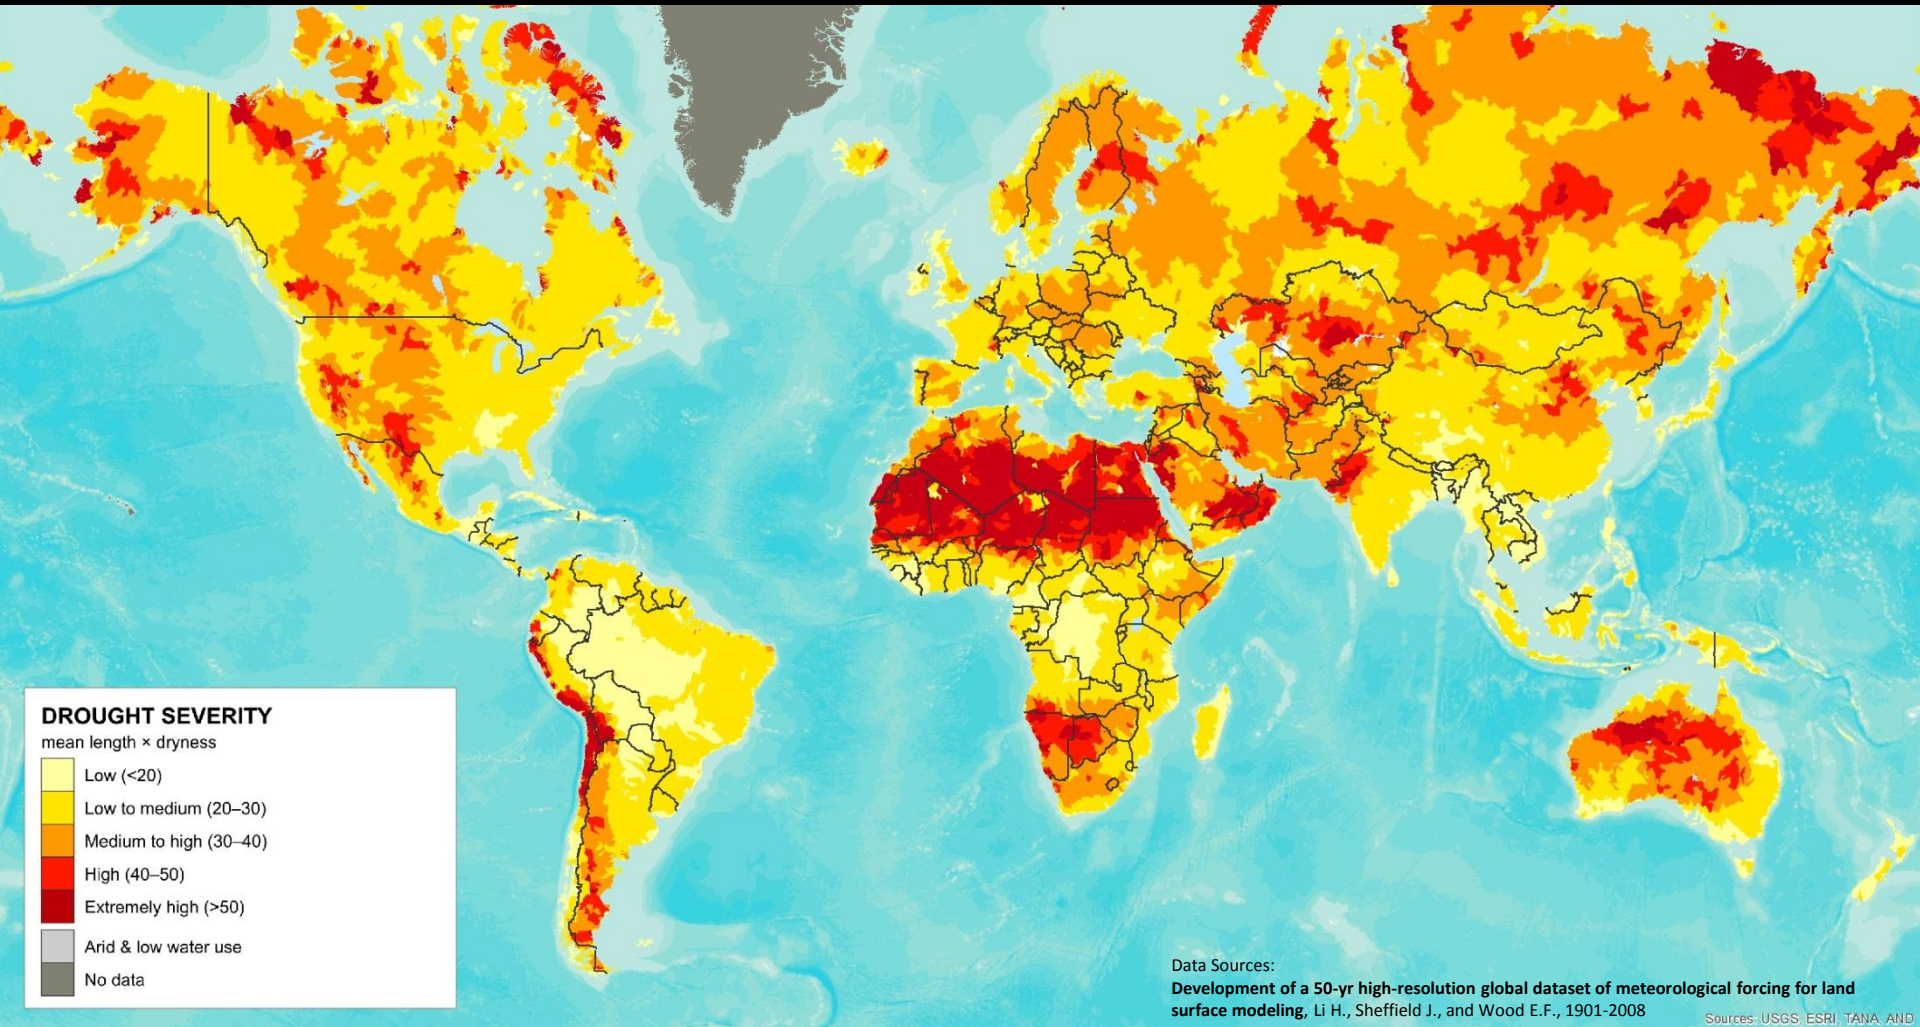 DROUGHT SEVERITY
mean length × dryness
Low (<20)
Low to medium (20–30)
Medium to high (30–40)
High (40–50)
Extremely high (>50)
Arid & low water use
No data
Data Sources:
Development of a 50-yr high-resolution global dataset of meteorological forcing for land
surface modeling, Li H., Sheffield J., and Wood E.F., 1901-2008
Sources: USGS, ESRI, TANA, AND